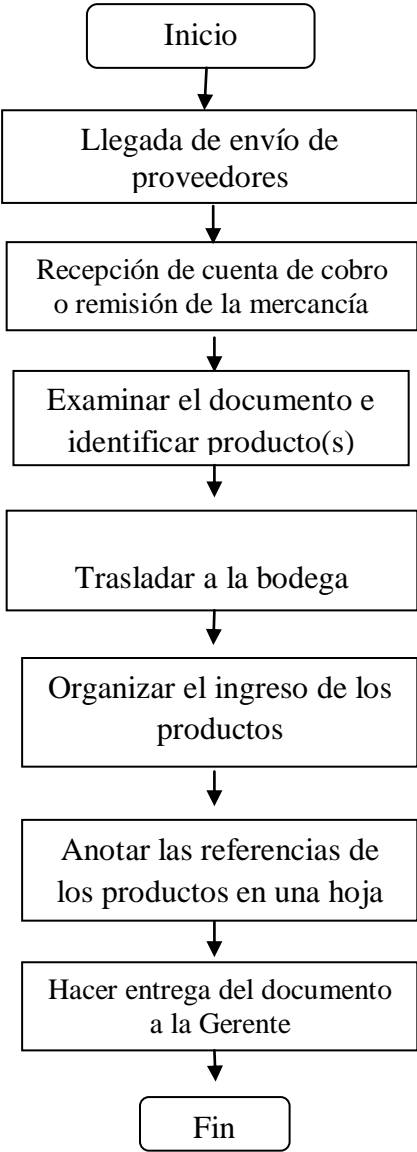 Inicio
Llegada de envío de
proveedores
Recepción de cuenta de cobro
o remisión de la mercancía
Examinar el documento e
identificar producto(s)
Trasladar a la bodega
Organizar el ingreso de los
productos
Anotar las referencias de
los productos en una hoja
Hacer entrega del documento
a la Gerente
Fin